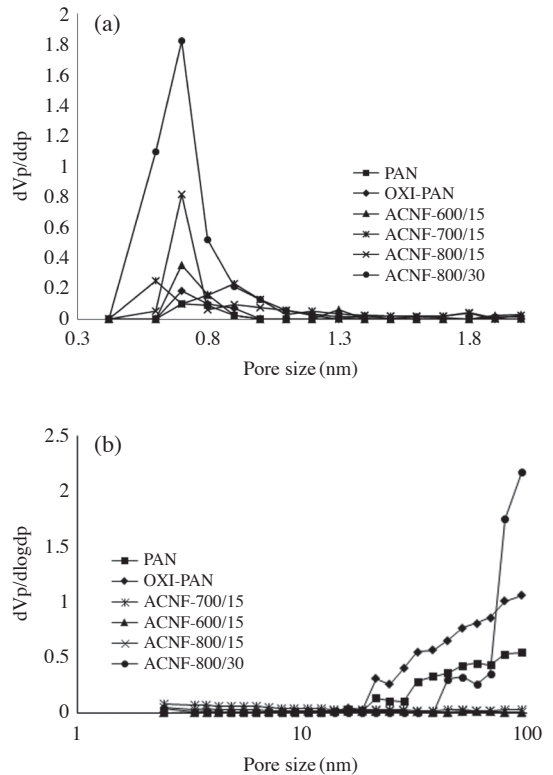 (a)
dVp/ddp
2
1.8
1.6
1.4
1.2
1
0.8
0.6
0.4
0.2
0
0.3
0.8
1.3
1.8
Pore size (nm)
PAN
OXI-PAN
ACNF-600/15
ACNF-700/15
ACNF-800/15
ACNF-800/30
(b)
dVp/dlogdp
2.5
2
1.5
1
0.5
0
1
10
100
Pore size (nm)
PAN
OXI-PAN
ACNF-700/15
ACNF-600/15
ACNF-800/15
ACNF-800/30